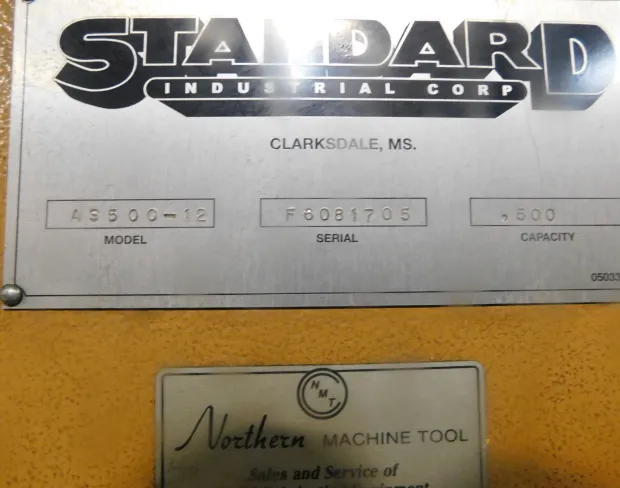 STANDARD
INDUSTRIAL CORP
CLARKSDALE, MS.
AS500-12 F6081705 .500
MODEL SERIAL CAPACITY
05033
NMT
Northern MACHINE TOOL
Sales and Service of